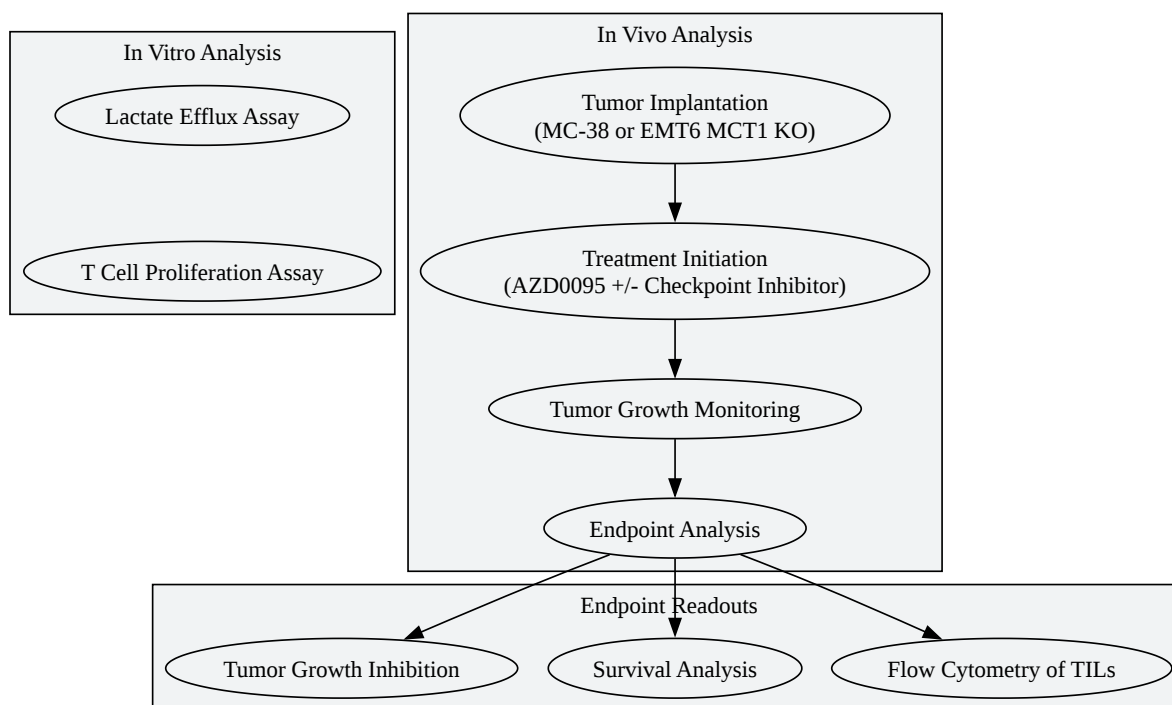 In Vitro Analysis
Lactate Efflux Assay
T Cell Proliferation Assay
In Vivo Analysis
Tumor Implantation
(MC-38 or EMT6 MCT1 KO)
Treatment Initiation
(AZD0095 +/- Checkpoint Inhibitor)
Tumor Growth Monitoring
Endpoint Analysis
Endpoint Readouts
Tumor Growth Inhibition
Survival Analysis
Flow Cytometry of TILs